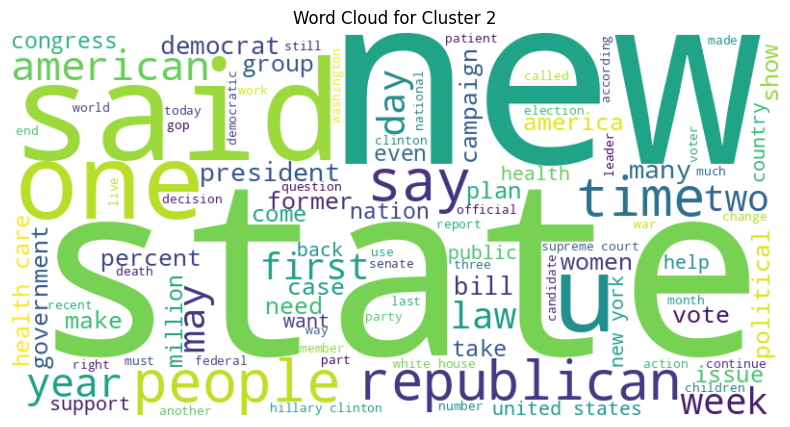 Word Cloud for Cluster 2
congress
democrat
still
new
patient
made
american
group
day
campaign
called
according
show
said
world
today
gop
democratic
work
washington
national
clinton
election
america
voter
country
end
even
leader
many
much
one
president
say
health
time
two
live
decision
question
former
plan
official
nation
come
report
war
change
state
health care
government
percent
death
back
use
public
supreme court
women
help
political
first
senate
three
case
bill
candidate
u
new york
month
recent
make
million
may
need
want
last
law
vote
way
party
member
take
right
must
federal
part
white house
action
continue
year
people
republican
issue
children
week
support
another
hillary clinton
number
united states